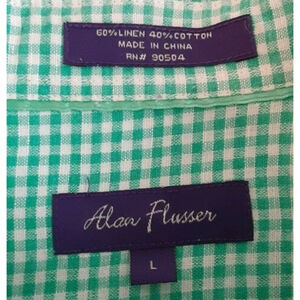 60% LINEN 40% COTTON
MADE IN CHINA
RN# 90504
Alan Flusser
L